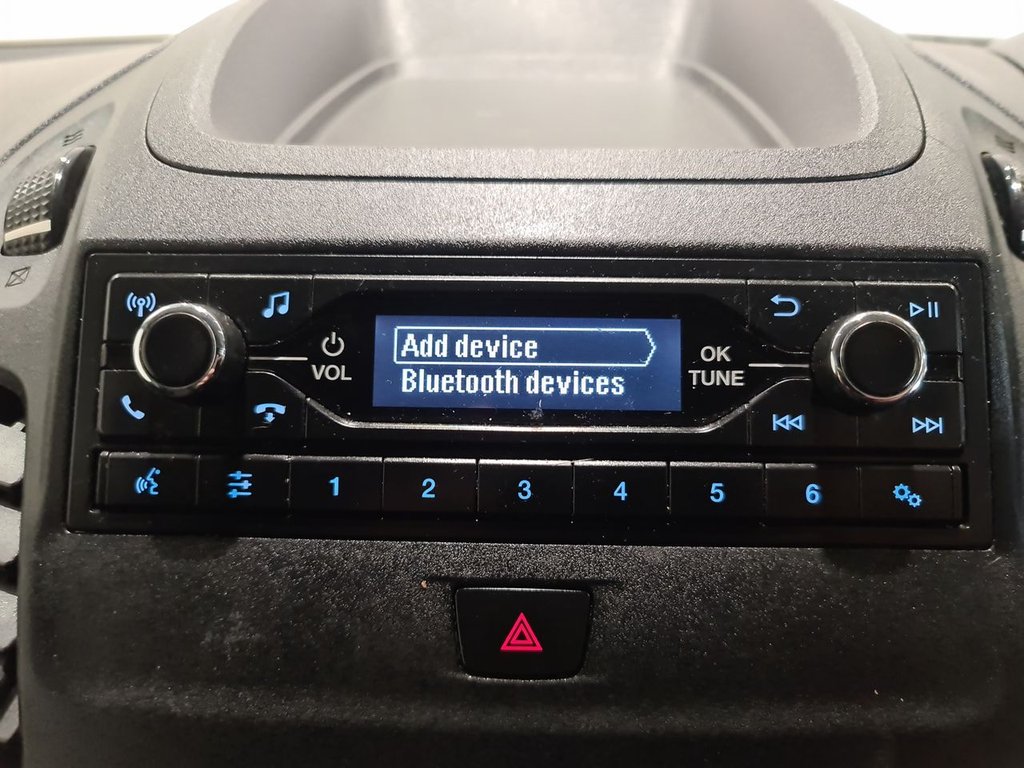 Add device
Bluetooth devices
VOL
OK
TUNE
1 2 3 4 5 6